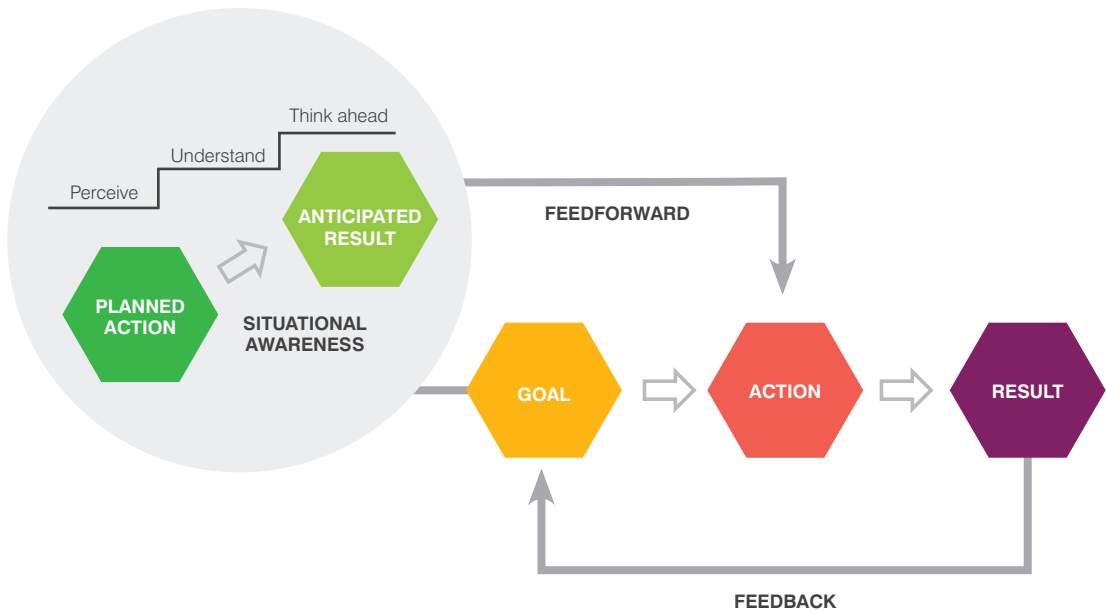 Think ahead
Understand
Perceive
ANTICIPATED
RESULT
FEEDFORWARD
PLANNED
ACTION
SITUATIONAL
AWARENESS
GOAL
ACTION
RESULT
FEEDBACK